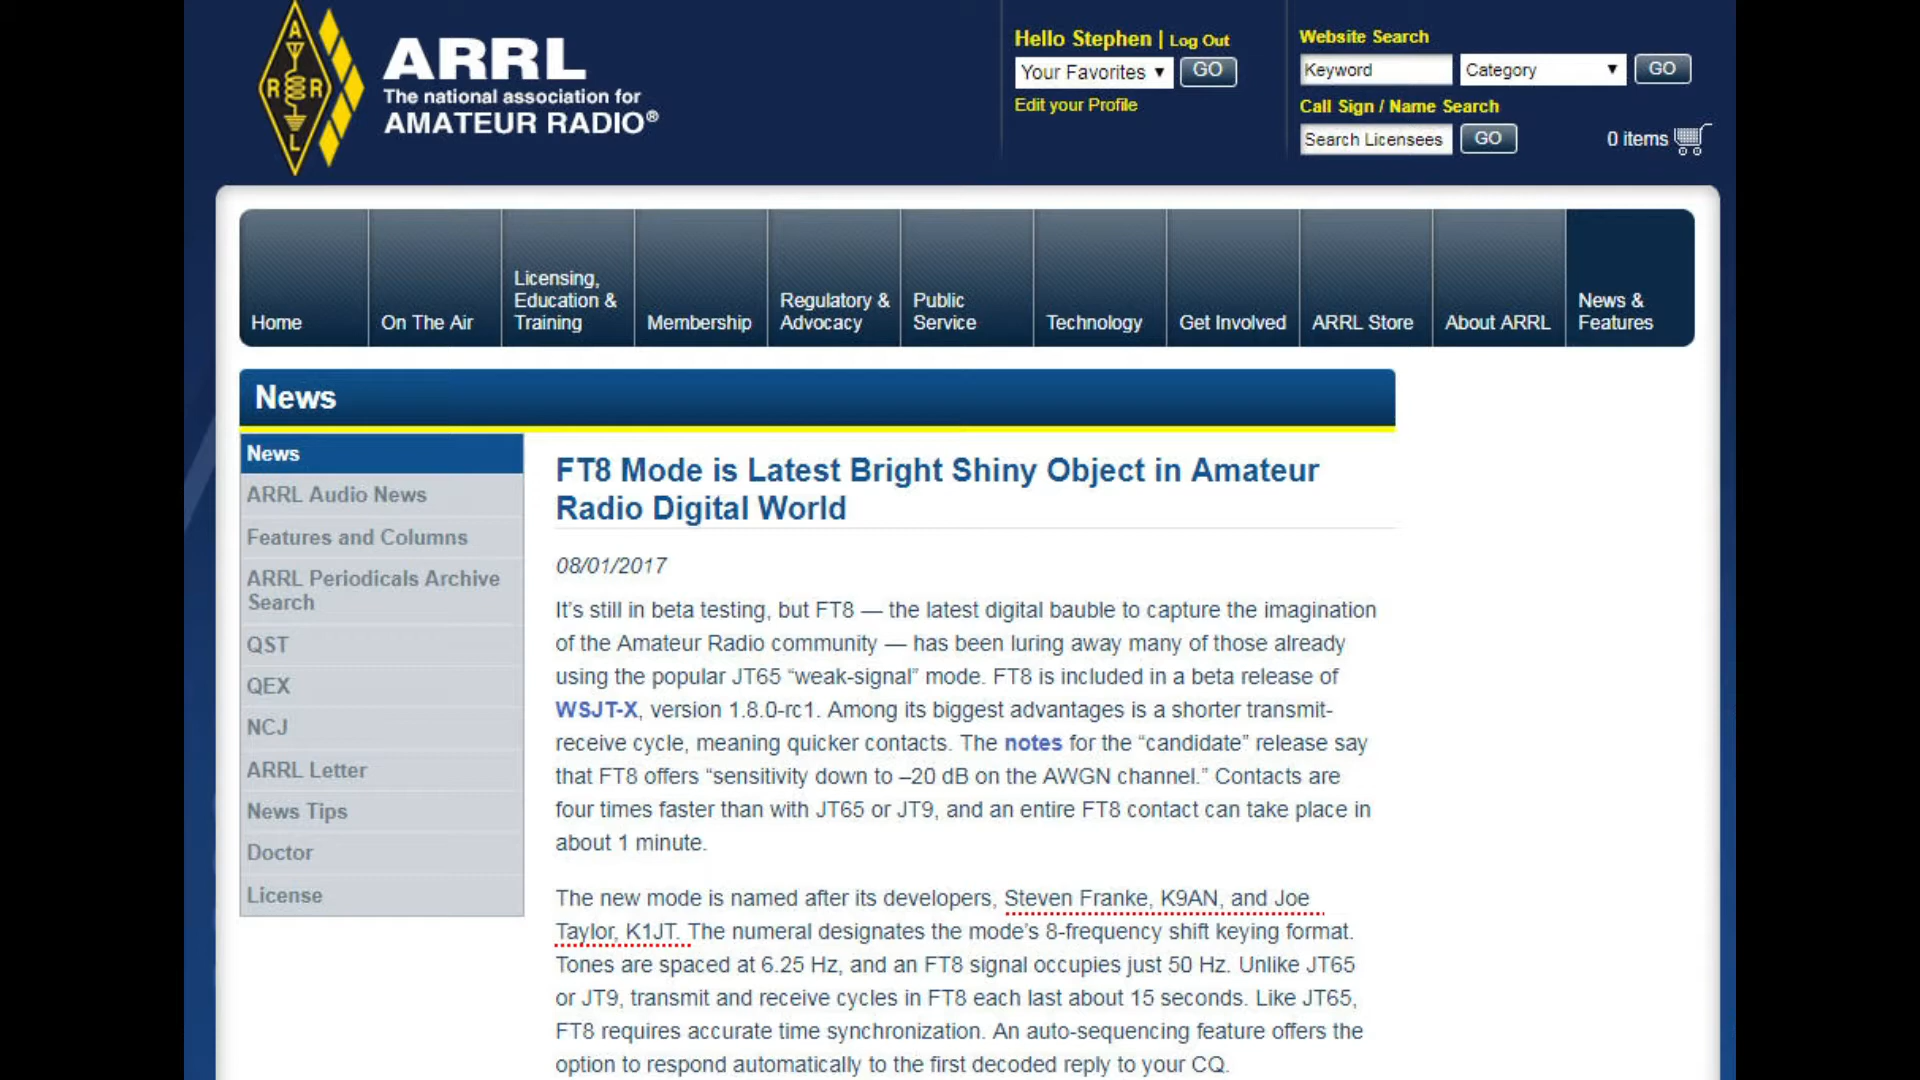 A
R R
L
ARRL
The national association for
AMATEUR RADIO®
Hello Stephen | Log Out
Your Favorites ▼ GO
Edit your Profile
Website Search
Keyword Category ▼ GO
Call Sign / Name Search
Search Licensees GO
0 items
Home
On The Air
Licensing,
Education &
Training
Membership
Regulatory &
Advocacy
Public
Service
Technology
Get Involved
ARRL Store
About ARRL
News &
Features
News
News
ARRL Audio News
Features and Columns
ARRL Periodicals Archive
Search
QST
QEX
NCJ
ARRL Letter
News Tips
Doctor
License
FT8 Mode is Latest Bright Shiny Object in Amateur
Radio Digital World
08/01/2017
It’s still in beta testing, but FT8 — the latest digital bauble to capture the imagination
of the Amateur Radio community — has been luring away many of those already
using the popular JT65 “weak-signal” mode. FT8 is included in a beta release of
WSJT-X, version 1.8.0-rc1. Among its biggest advantages is a shorter transmit-
receive cycle, meaning quicker contacts. The notes for the “candidate” release say
that FT8 offers “sensitivity down to –20 dB on the AWGN channel.” Contacts are
four times faster than with JT65 or JT9, and an entire FT8 contact can take place in
about 1 minute.
The new mode is named after its developers, Steven Franke, K9AN, and Joe
Taylor, K1JT. The numeral designates the mode’s 8-frequency shift keying format.
Tones are spaced at 6.25 Hz, and an FT8 signal occupies just 50 Hz. Unlike JT65
or JT9, transmit and receive cycles in FT8 each last about 15 seconds. Like JT65,
FT8 requires accurate time synchronization. An auto-sequencing feature offers the
option to respond automatically to the first decoded reply to your CQ.